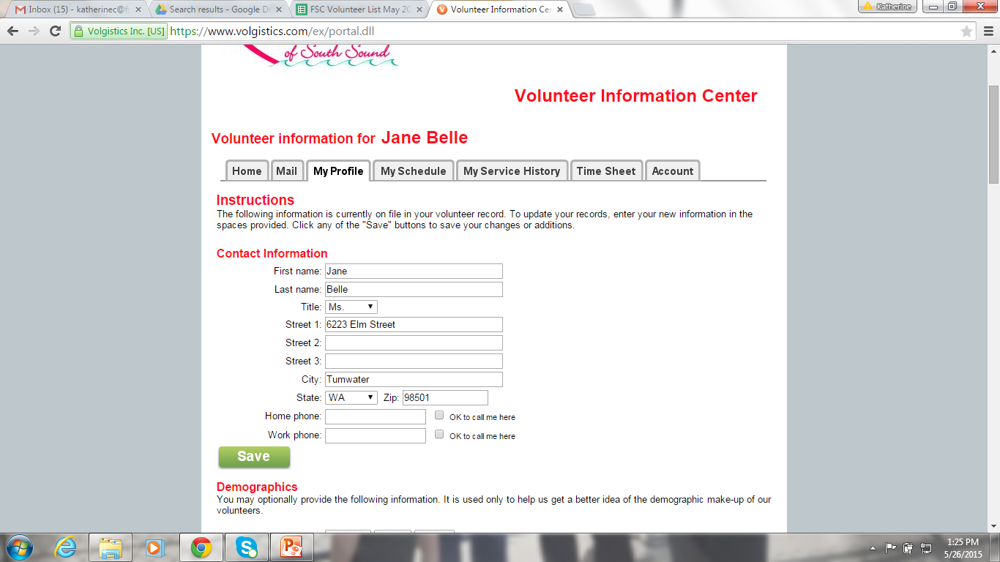 Inbox (15) - katherinec@f
Search results - Google D
FSC Volunteer List May 20
Volunteer Information Ce
Katherine
Volgistics Inc. [US] https://www.volgistics.com/ex/portal.dll
of South Sound
Volunteer Information Center
Volunteer information for Jane Belle
Home Mail My Profile My Schedule My Service History Time Sheet Account
Instructions
The following information is currently on file in your volunteer record. To update your records, enter your new information in the
spaces provided. Click any of the "Save" buttons to save your changes or additions.
Contact Information
First name: Jane
Last name: Belle
Title: Ms.
Street 1: 6223 Elm Street
Street 2:
Street 3:
City: Tumwater
State: WA Zip: 98501
Home phone: OK to call me here
Work phone: OK to call me here
Save
Demographics
You may optionally provide the following information. It is used only to help us get a better idea of the demographic make-up of our
volunteers.
1:25 PM
5/26/2015